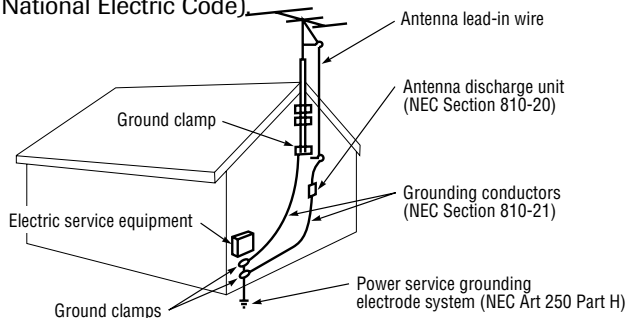 National Electric Code).
Antenna lead-in wire
Antenna discharge unit
(NEC Section 810-20)
Ground clamp
Grounding conductors
(NEC Section 810-21)
Electric service equipment
Power service grounding
electrode system (NEC Art 250 Part H)
Ground clamps